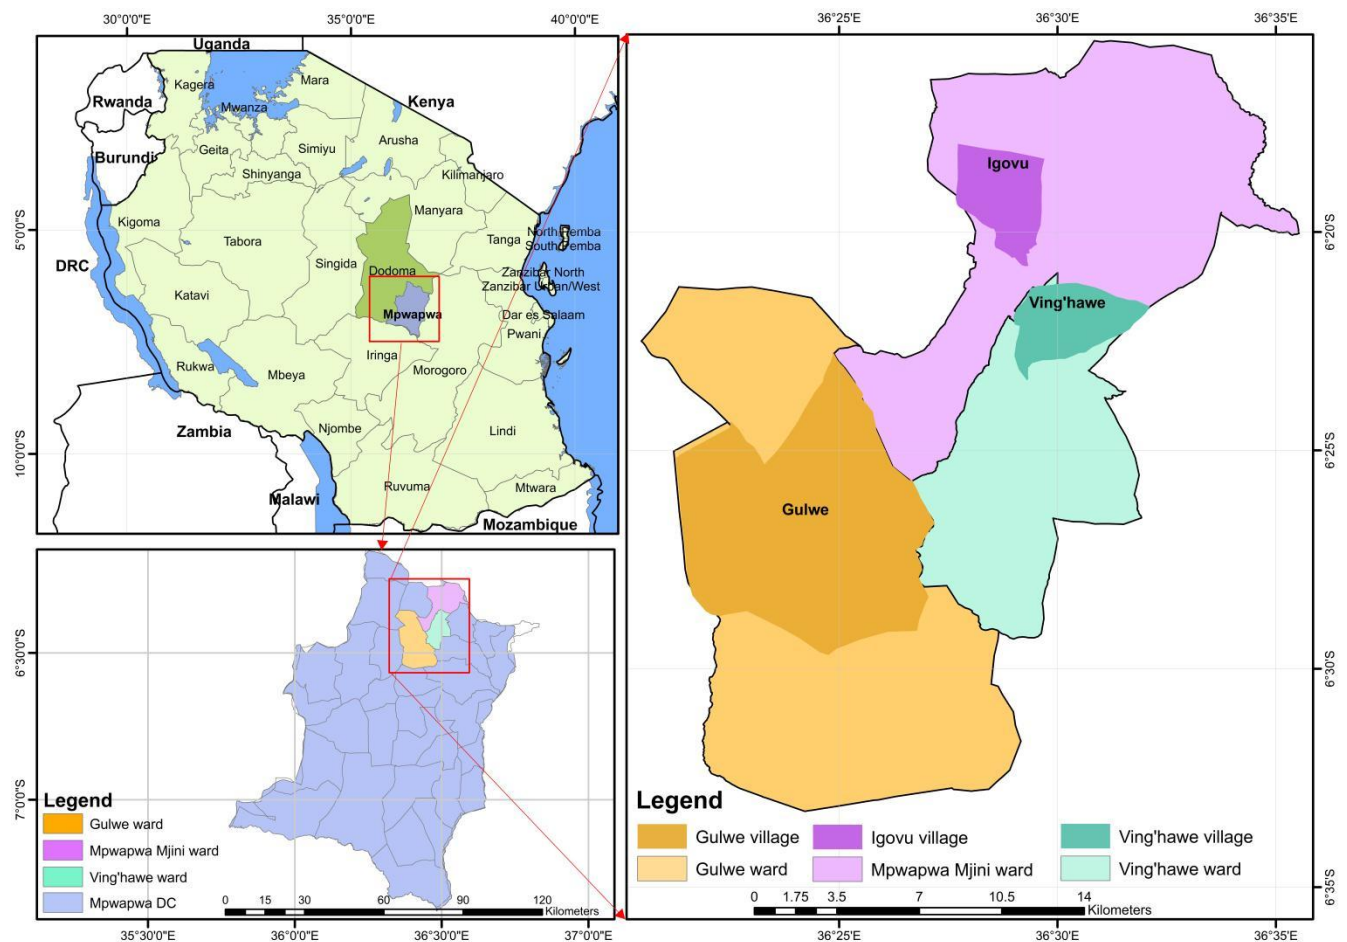 30°0'0"E 35°0'0"E 40°0'0"E
Uganda
Kagera
Mara
Rwanda
Mwanza
Kenya
Arusha
Burundi
Geita
Simiyu
Shinyanga
Kilimanjaro
Manyara
Kigoma
5°0'0"S
Tabora
Tanga
North Pemba
South Pemba
DRC
Singida
Dodoma
Zanzibar North
Zanzibar Urban/West
Katavi
Mpwapwa
Dar es Salaam
Pwani
Iringa
Rukwa
Mbeya
Morogoro
Zambia
Njombe
Lindi
10°0'0"S
Ruvuma
Mtwara
Malawi
Mozambique
6°30'0"S
7°0'0"S
Legend
Gulwe ward
Mpwapwa Mjini ward
Ving'hawe ward
Mpwapwa DC
0 15 30 60 90 120
Kilometers
35°30'0"E 36°0'0"E 36°30'0"E 37°0'0"E
36°25'E 36°30'E 36°35'E
Igovu
6°20'S
Ving'hawe
6°25'S
Gulwe
6°30'S
Legend
Gulwe village
Igovu village
Ving'hawe village
Gulwe ward
Mpwapwa Mjini ward
Ving'hawe ward
6°35'S
0 1.75 3.5 7 10.5 14
Kilometers
36°25'E 36°30'E 36°35'E